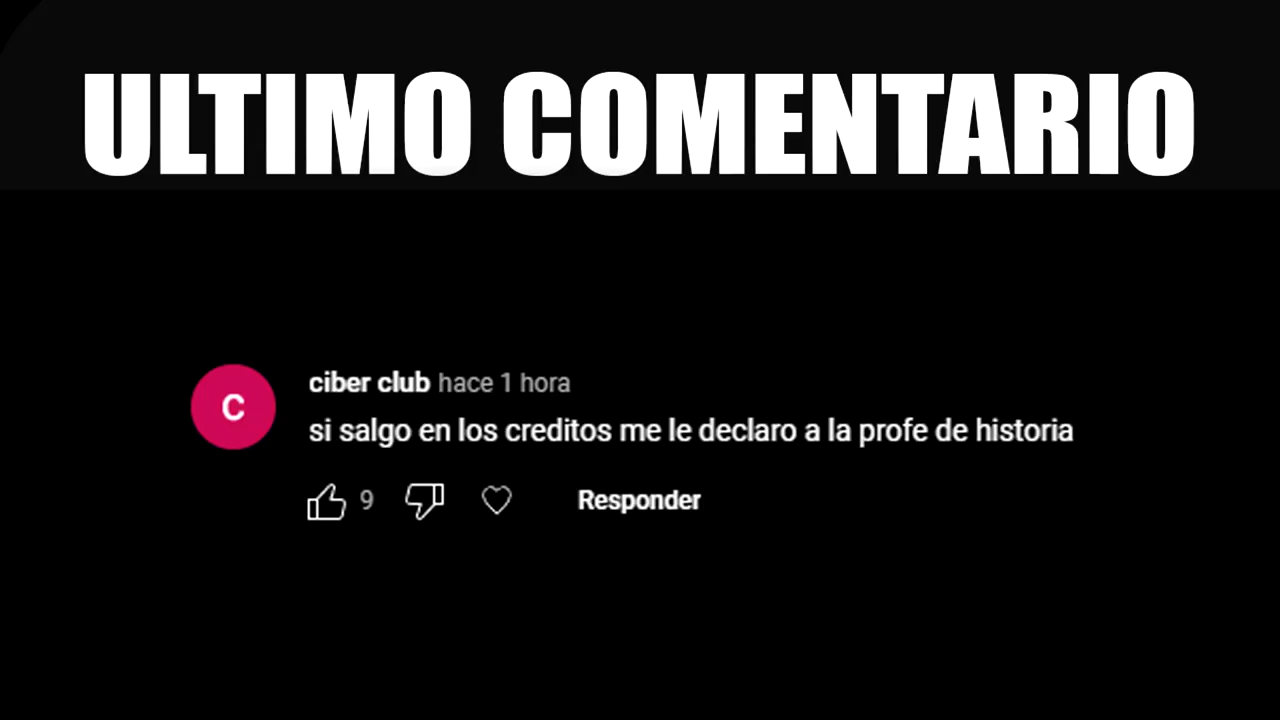 ULTIMO COMENTARIO
C
ciber club hace 1 hora
si salgo en los creditos me le declaro a la profe de historia
9 Responder